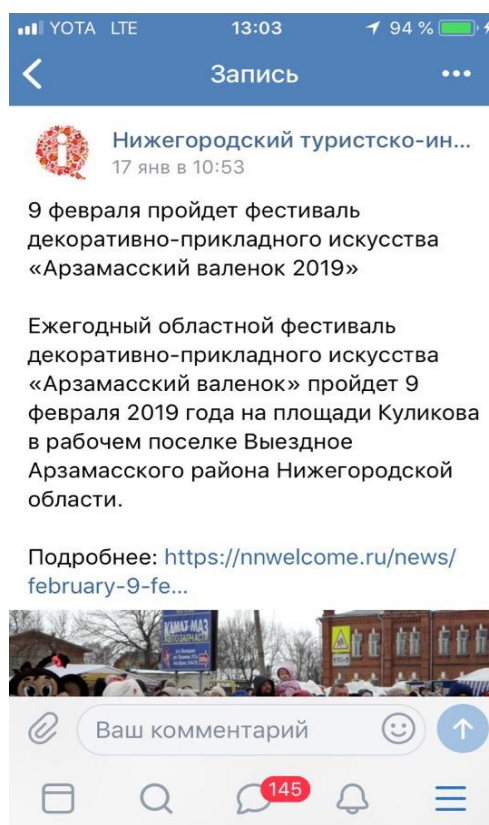 YOTA LTE 13:03 94 %
Запись
Нижегородский туристско-ин...
17 янв в 10:53
9 февраля пройдет фестиваль
декоративно-прикладного искусства
«Арзамасский валенок 2019»
Ежегодный областной фестиваль
декоративно-прикладного искусства
«Арзамасский валенок» пройдет 9
февраля 2019 года на площади Куликова
в рабочем поселке Выездное
Арзамасского района Нижегородской
области.
Подробнее: https://nnwelcome.ru/news/
february-9-fe...
КАМАЗ-МАЗ
АВТОЗАПЧАСТИ
Ваш комментарий
145